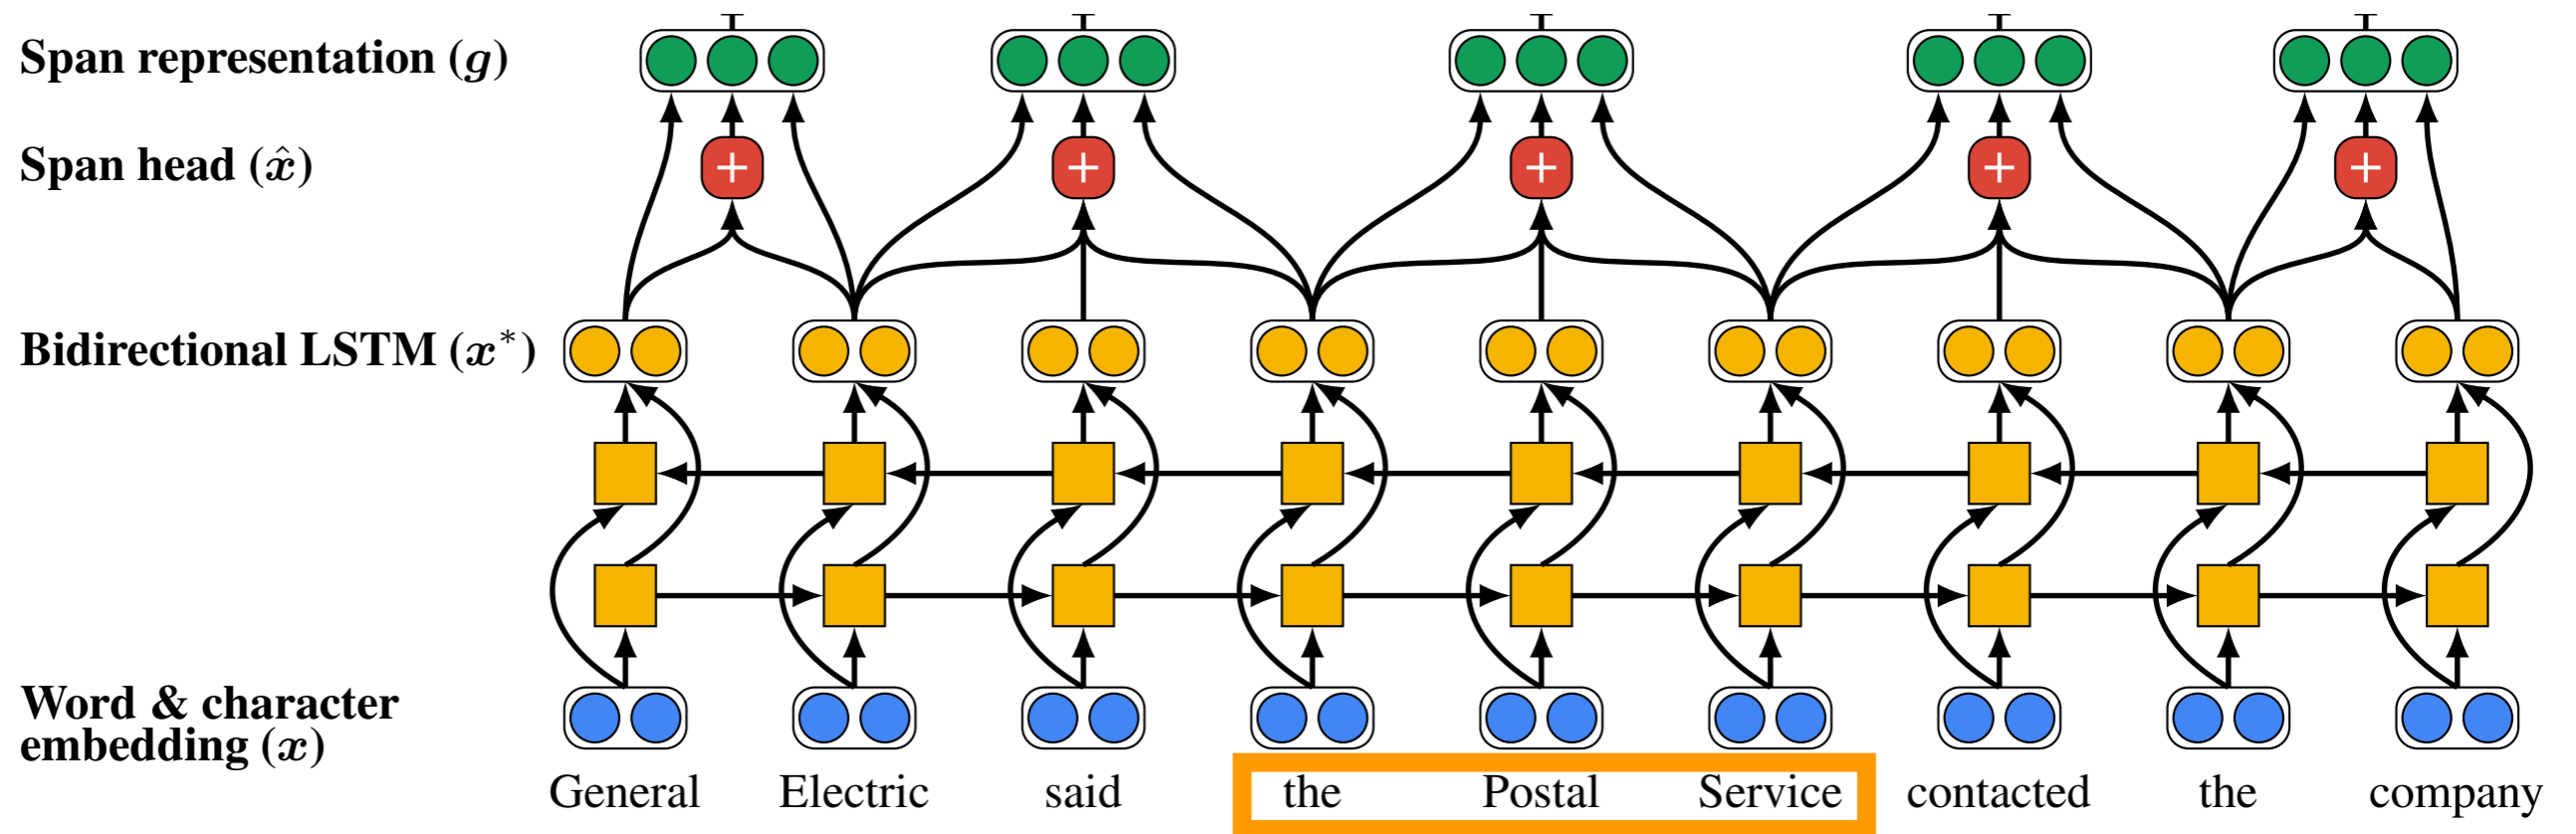 Span representation (g)
Span head (x̂)
+ + + + +
Bidirectional LSTM (x*)
Word & character
embedding (x)
General Electric said the Postal Service contacted the company